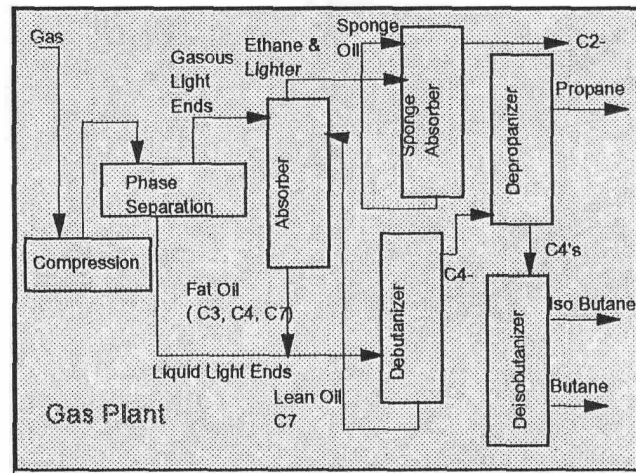 Gas
Gasous
Light
Ends
Ethane &
Lighter
Sponge
Oil
C2-
Propane
Phase
Separation
Absorber
Sponge
Absorber
Depropanizer
Compression
Fat Oil
( C3, C4, C7)
Debutanizer
C4-
C4's
Deisobutanizer
Iso Butane
Butane
Liquid Light Ends
Lean Oil
C7
Gas Plant